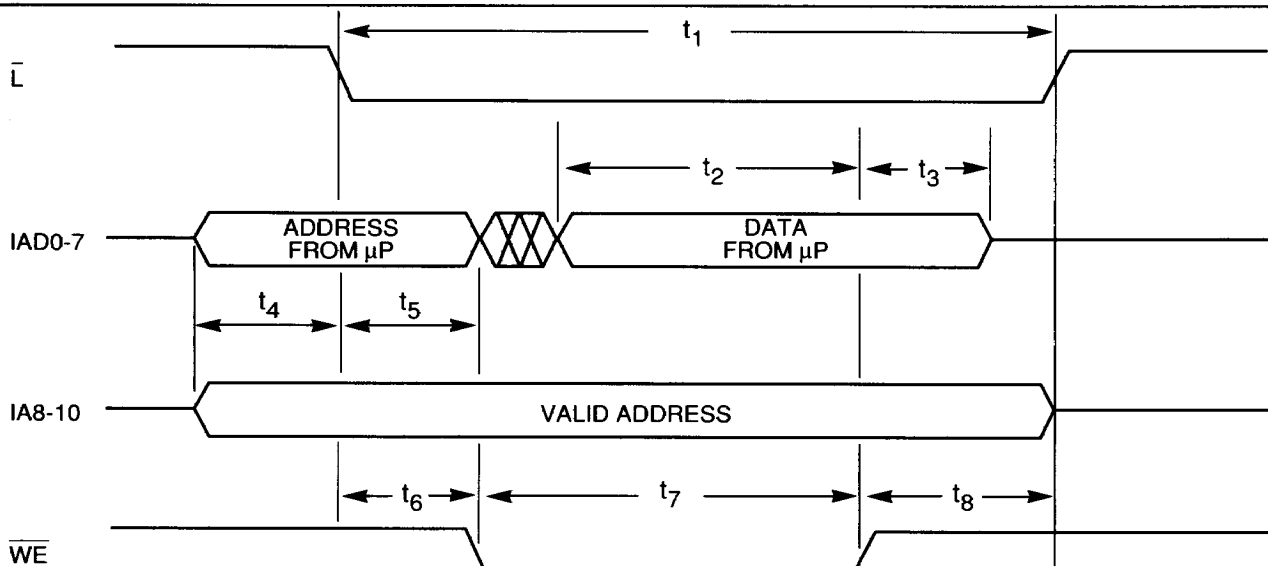 t₁
L̅
t₂
t₃
IAD0-7
ADDRESS
FROM μP
DATA
FROM μP
t₄
t₅
IA8-10
VALID ADDRESS
t₆
t₇
t₈
W̅E̅